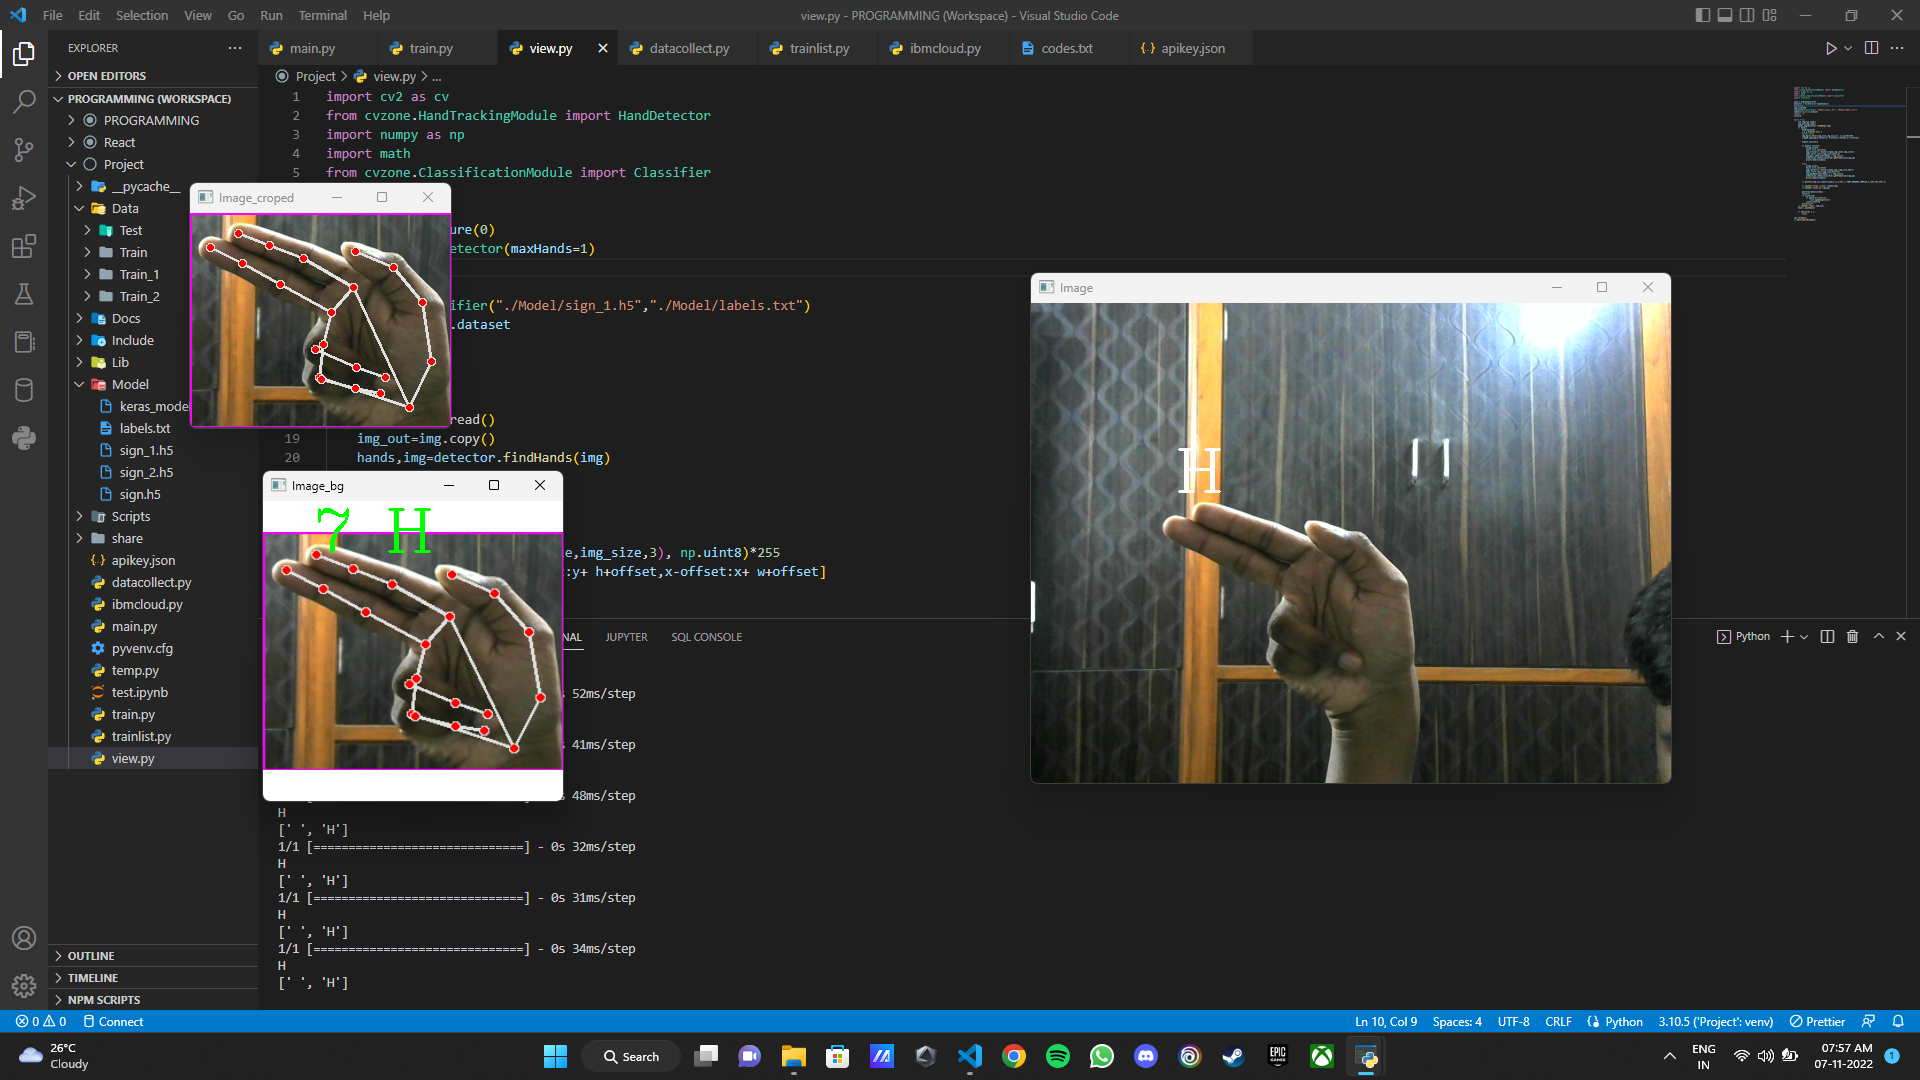 File Edit Selection View Go Run Terminal Help
view.py - PROGRAMMING (Workspace) - Visual Studio Code
EXPLORER
main.py train.py view.py datacollect.py trainlist.py ibmcloud.py codes.txt apikey.json
OPEN EDITORS
PROGRAMMING (WORKSPACE)
PROGRAMMING
React
Project
__pycache__
Data
Test
Train
Train_1
Train_2
Docs
Include
Lib
Model
keras_model
labels.txt
sign_1.h5
sign_2.h5
sign.h5
Scripts
share
apikey.json
datacollect.py
ibmcloud.py
main.py
pyvenv.cfg
temp.py
test.ipynb
train.py
trainlist.py
view.py
OUTLINE
TIMELINE
NPM SCRIPTS
Project > view.py > ...
1 import cv2 as cv
2 from cvzone.HandTrackingModule import HandDetector
3 import numpy as np
4 import math
5 from cvzone.ClassificationModule import Classifier
ure(0)
etector(maxHands=1)
ifier("./Model/sign_1.h5","./Model/labels.txt")
.dataset
read()
19 img_out=img.copy()
20 hands,img=detector.findHands(img)
e,img_size,3), np.uint8)*255
:y+ h+offset,x-offset:x+ w+offset]
Image_croped
Image_bg
7 H
Image
H
NAL JUPYTER SQL CONSOLE
Python
s 52ms/step
s 41ms/step
s 48ms/step
H
[' ', 'H']
1/1 [==============================] - 0s 32ms/step
H
[' ', 'H']
1/1 [==============================] - 0s 31ms/step
H
[' ', 'H']
1/1 [==============================] - 0s 34ms/step
H
[' ', 'H']
0 0 Connect
Ln 10, Col 9 Spaces: 4 UTF-8 CRLF Python 3.10.5 ('Project': venv) Prettier
26°C
Cloudy
Search
EPIC GAMES
ENG
IN
07:57 AM
07-11-2022
1